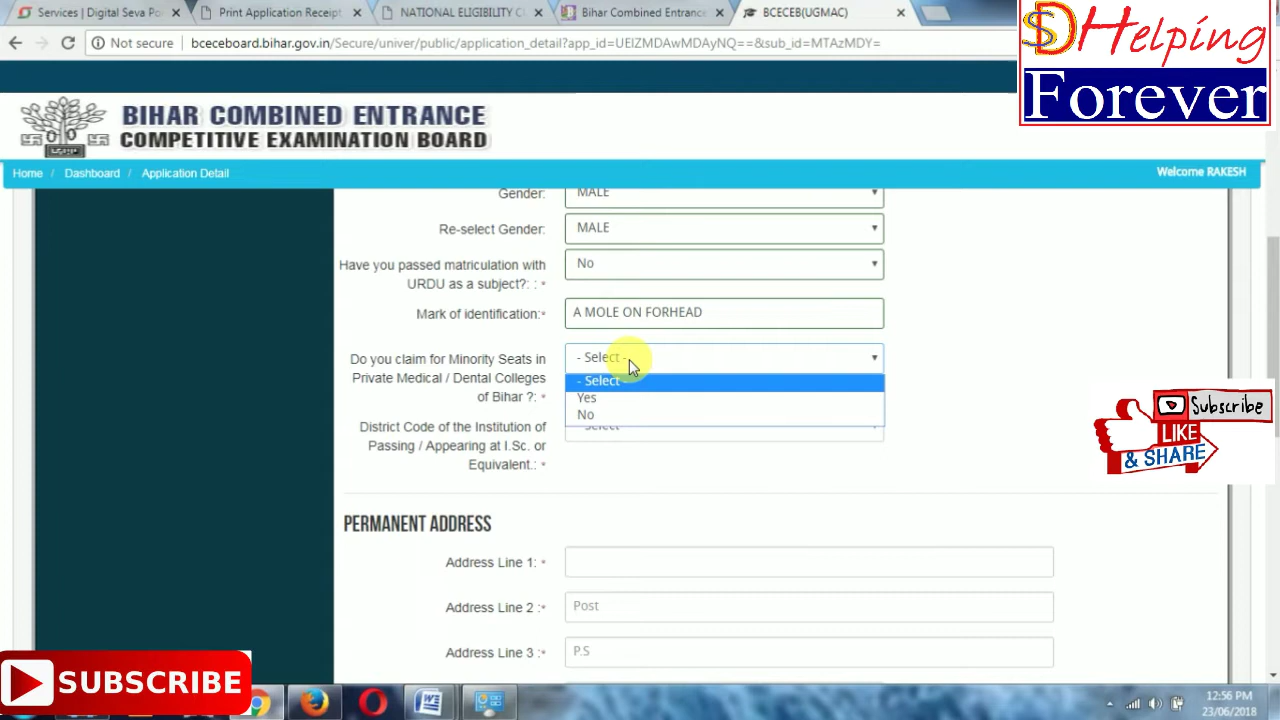 Services | Digital Seva Po
Print Application Receipt
NATIONAL ELIGIBILITY C
Bihar Combined Entrance
BCECEB(UGMAC)
Not secure
bceceboard.bihar.gov.in/Secure/univer/public/application_detail?app_id=UEIZMDAwMDAyNQ==&sub_id=MTAzMDY=
SD Helping
Forever
BIHAR COMBINED ENTRANCE
COMPETITIVE EXAMINATION BOARD
Home / Dashboard / Application Detail
Welcome RAKESH
Gender: MALE
Re-select Gender: MALE
Have you passed matriculation with
URDU as a subject?: : *
No
Mark of identification:* A MOLE ON FORHEAD
Do you claim for Minority Seats in
Private Medical / Dental Colleges
of Bihar ?: *
- Select -
- Select -
Yes
No
District Code of the Institution of
Passing / Appearing at I.Sc. or
Equivalent.: *
- Select -
PERMANENT ADDRESS
Address Line 1: *
Address Line 2 :* Post
Address Line 3 :* P.S
Subscribe
LIKE
& SHARE
SUBSCRIBE
12:56 PM
23/06/2018